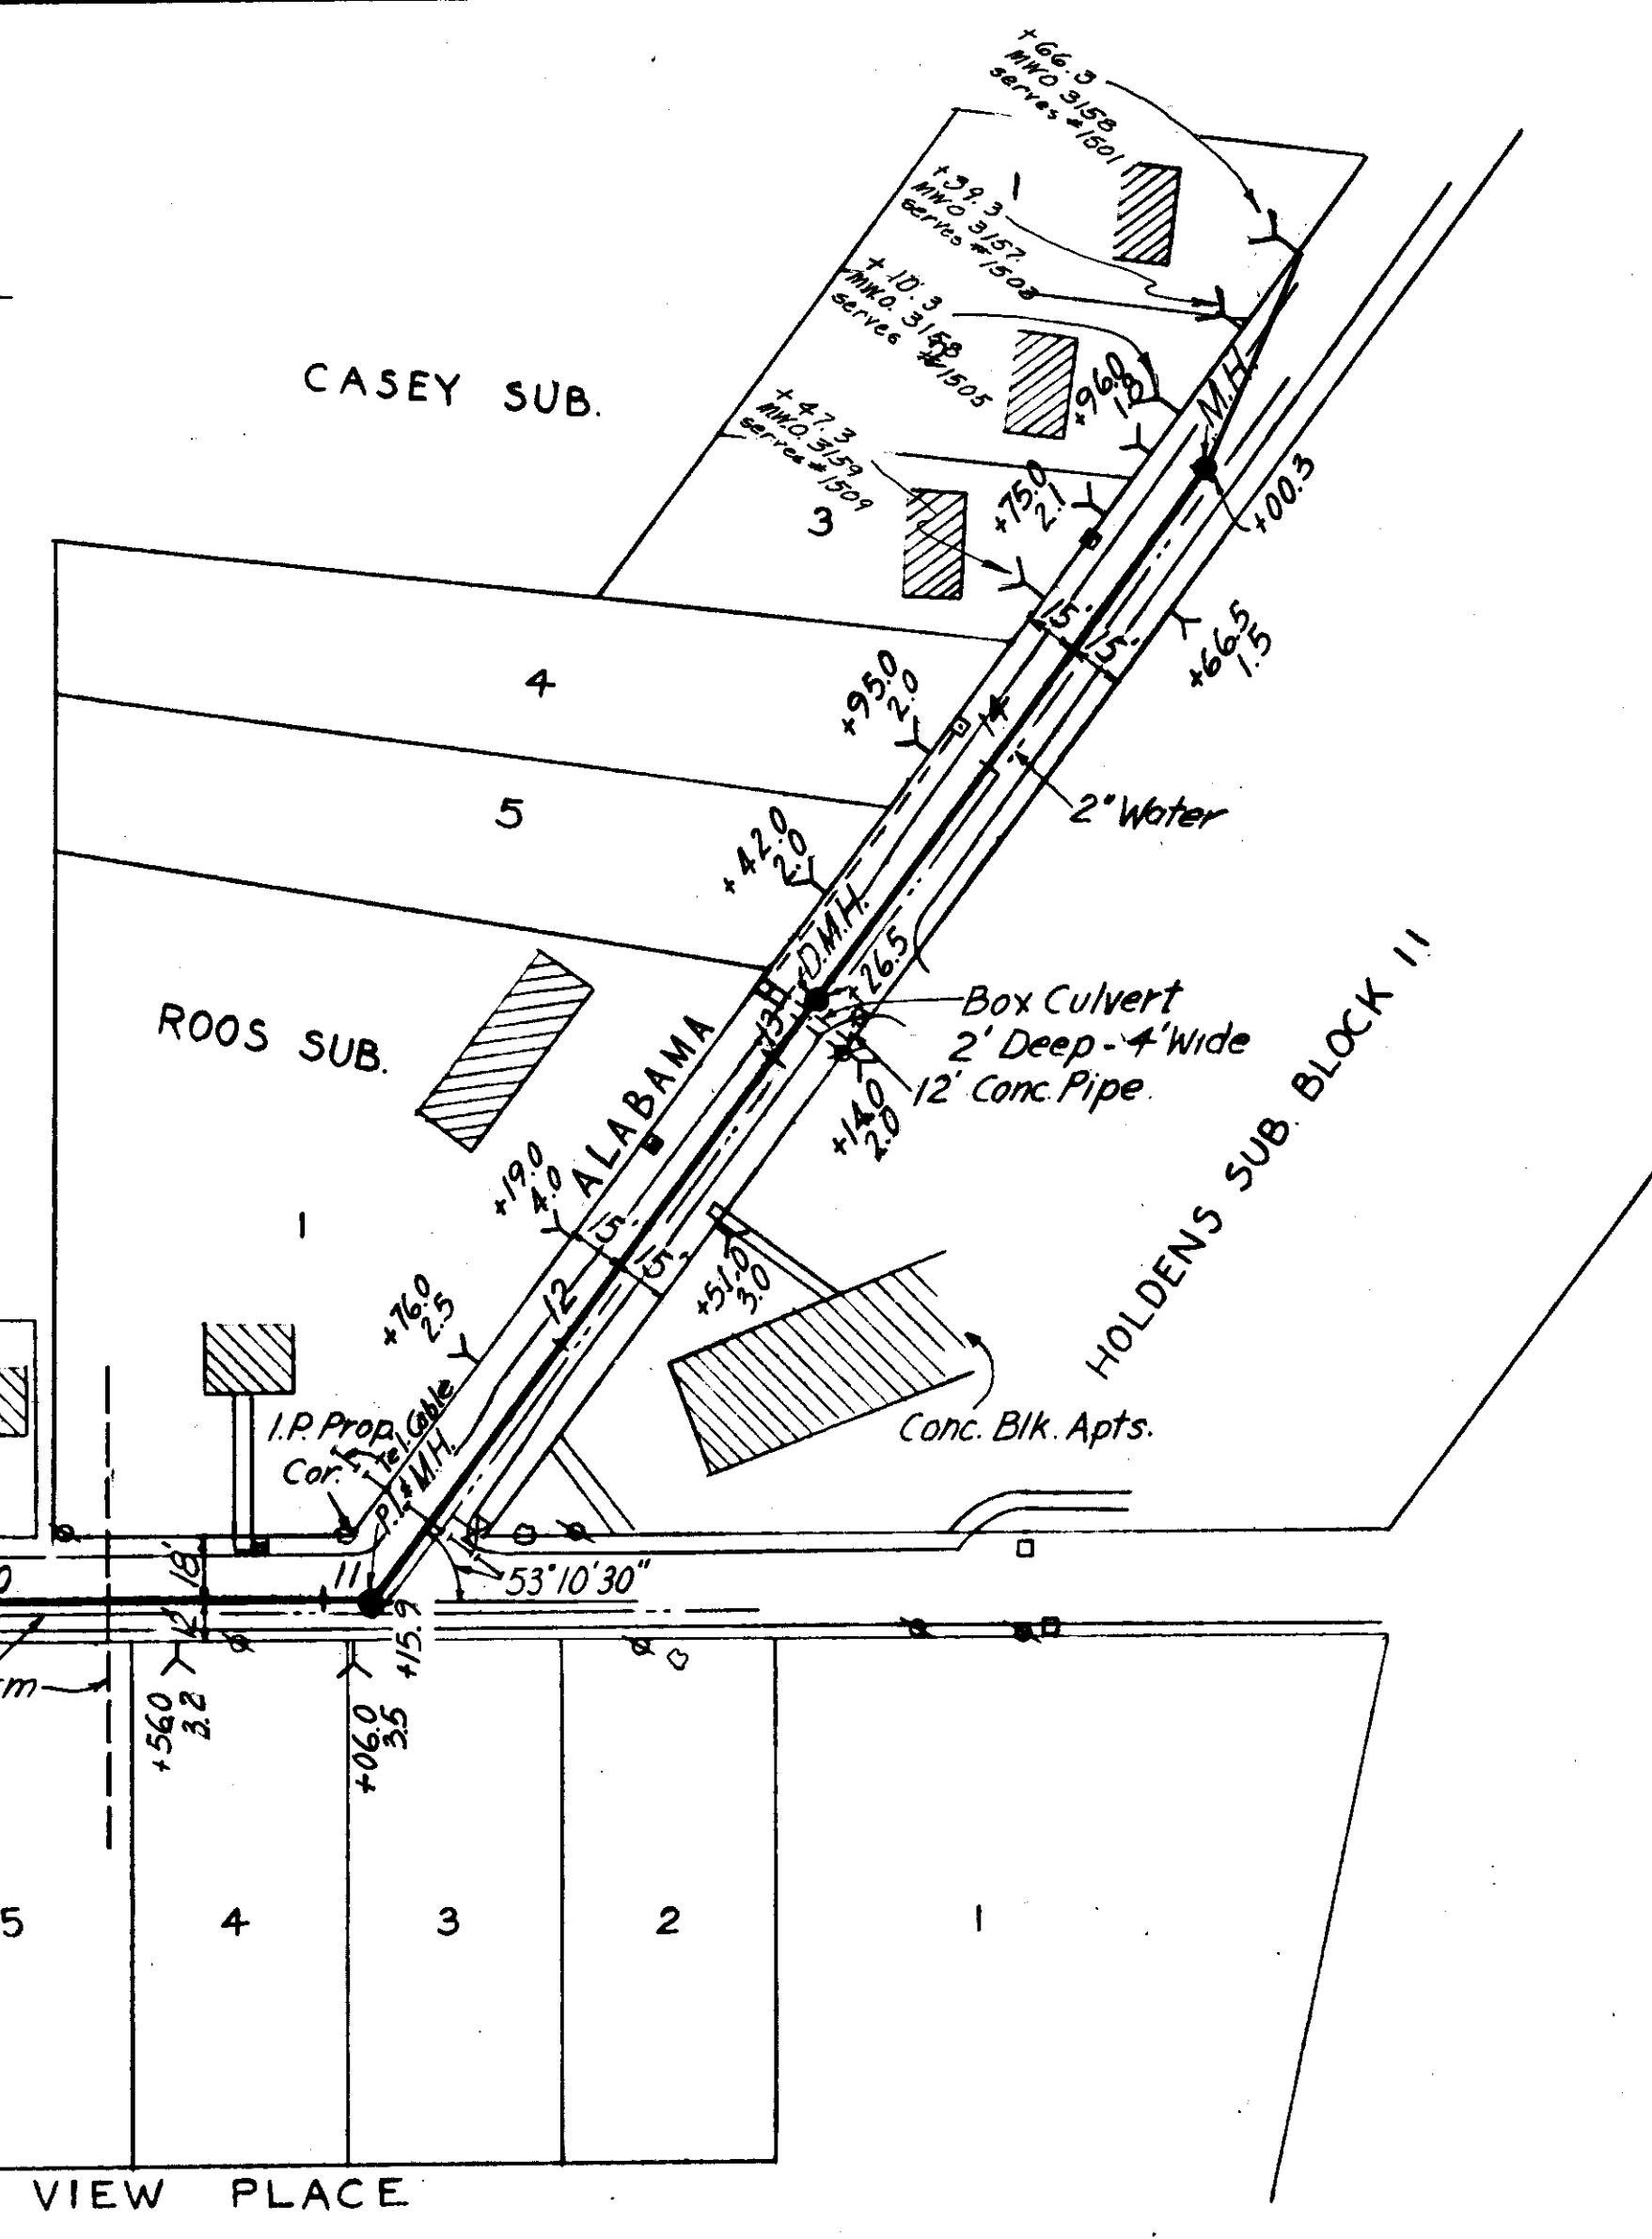 +66.3
MWO 3158
serves #1501
+39.3
MWO 3157
serves #1503
1
+10.3
M.W.O. 3158
serves #1505
+47.3
M.W.O. 3159
serves #1509
3
CASEY SUB.
+96.0
1.8
M.H.
+75.0
2.1
+00.3
15'
15'
+66.5
1.5
4
+95.0
2.0
14
2" Water
5
+42.0
2.0
D.M.H.
+26.5
Box Culvert
2' Deep - 4' Wide
12" Conc. Pipe
13
+14.0
2.0
ROOS SUB.
ALABAMA
HOLDENS SUB. BLOCK 11
+19.0
4.0
15'
15'
1
12
+51.0
3.0
+76.0
2.5
Conc. Blk. Apts.
I.P. Prop.
Cor.
Tel. Cable
P.I. & M.H.
18'
11
53°10'30"
12'
+15.9
+56.0
3.2
+06.0
3.5
5
4
3
2
1
VIEW PLACE